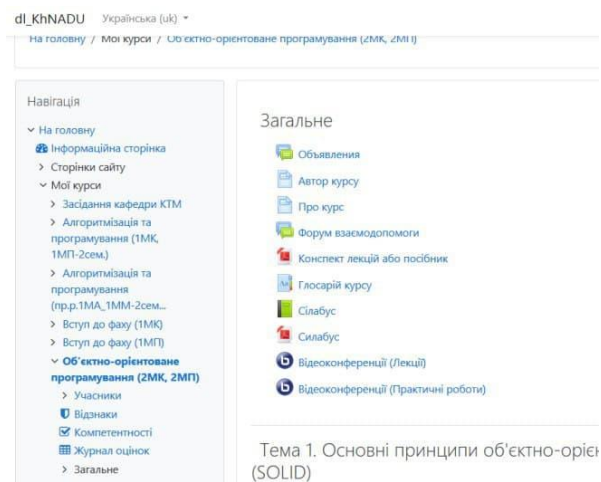 dl_KhNADU Українська (uk)
На головну / Мої курси / Об'єктно-орієнтоване програмування (2МК, 2МП)
Навігація
На головну
Інформаційна сторінка
Сторінки сайту
Мої курси
Засідання кафедри КТМ
Алгоритмізація та
програмування (1МК,
1МП-2сем.)
Алгоритмізація та
програмування
(пр.р.1МА_1ММ-2сем...
Вступ до фаху (1МК)
Вступ до фаху (1МП)
Об'єктно-орієнтоване
програмування (2МК, 2МП)
Учасники
Відзнаки
Компетентності
Журнал оцінок
Загальне
Загальне
Объявления
Автор курсу
Про курс
Форум взаємодопомоги
Конспект лекцій або посібник
Глосарій курсу
Сілабус
Силабус
Відеоконференції (Лекції)
Відеоконференції (Практичні роботи)
Тема 1. Основні принципи об'єктно-орієн
(SOLID)